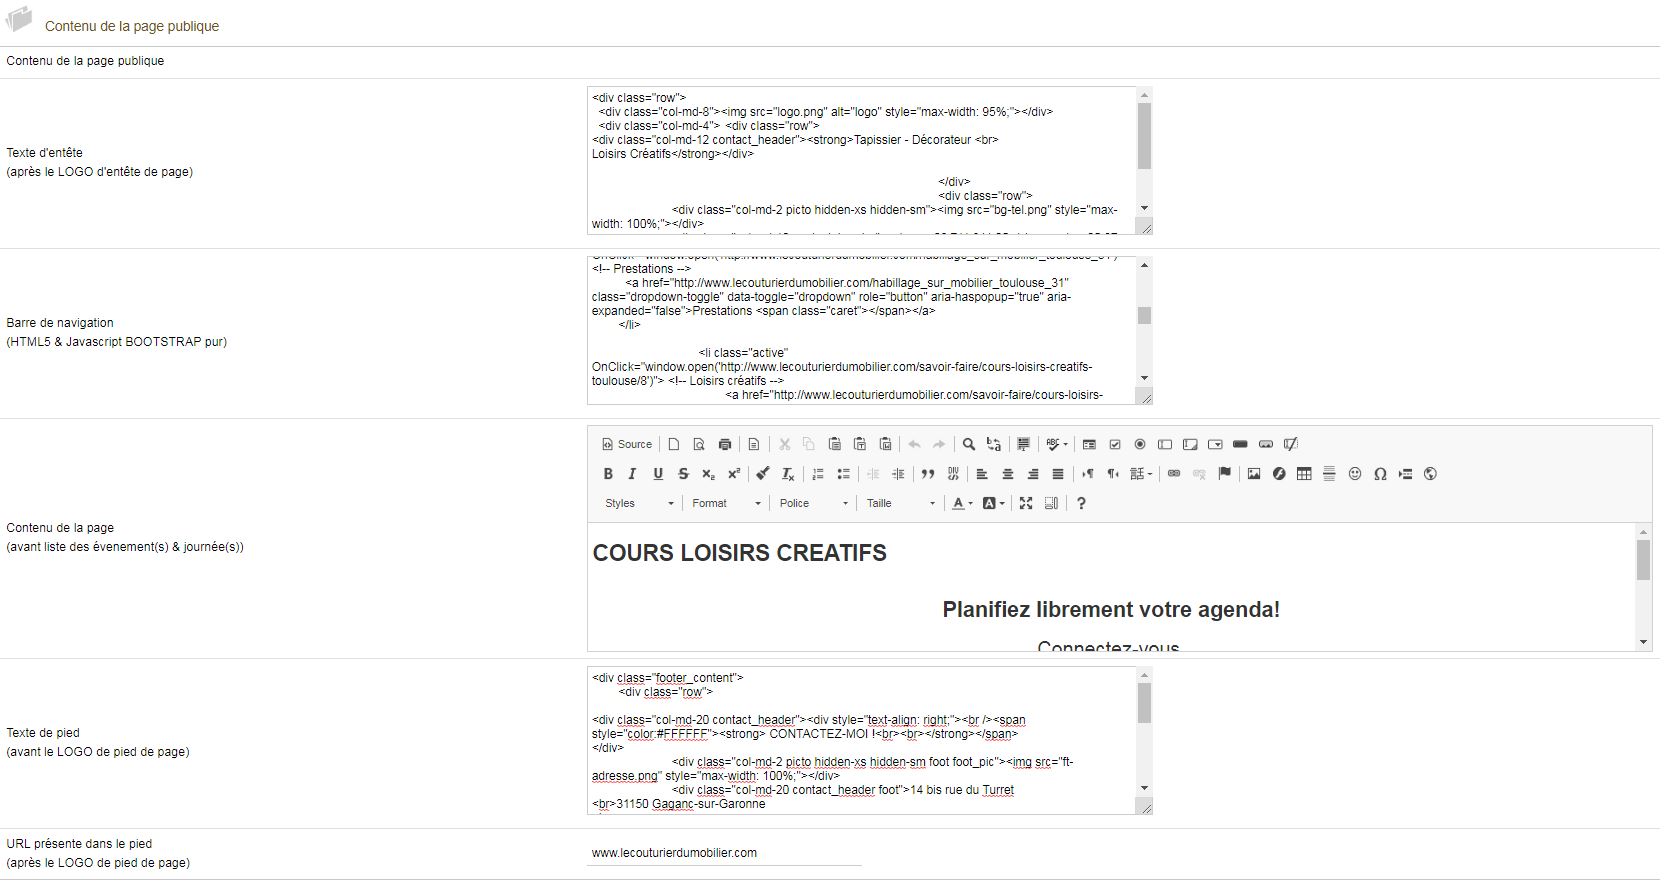 Contenu de la page publique
Contenu de la page publique
Texte d'entête
(après le LOGO d'entête de page)
<div class="row">
<div class="col-md-8"><img src="logo.png" alt="logo" style="max-width: 95%;"></div>
<div class="col-md-4"> <div class="row">
<div class="col-md-12 contact_header"><strong>Tapissier - Décorateur <br>
Loisirs Créatifs</strong></div>
</div>
<div class="row">
<div class="col-md-2 picto hidden-xs hidden-sm"><img src="bg-tel.png" style="max-
width: 100%;"></div>
Barre de navigation
(HTML5 & Javascript BOOTSTRAP pur)
OnClick="window.open('http://www.lecouturierdumobilier.com/habillage_sur_mobilier_toulouse_31')"
<!-- Prestations -->
<a href="http://www.lecouturierdumobilier.com/habillage_sur_mobilier_toulouse_31"
class="dropdown-toggle" data-toggle="dropdown" role="button" aria-haspopup="true" aria-
expanded="false">Prestations <span class="caret"></span></a>
</li>
<li class="active"
OnClick="window.open('http://www.lecouturierdumobilier.com/savoir-faire/cours-loisirs-creatifs-
toulouse/8')"> <!-- Loisirs créatifs -->
<a href="http://www.lecouturierdumobilier.com/savoir-faire/cours-loisirs-
Contenu de la page
(avant liste des évenement(s) & journée(s))
Source
Styles Format Police Taille
COURS LOISIRS CREATIFS
Planifiez librement votre agenda!
Connectez-vous
Texte de pied
(avant le LOGO de pied de page)
<div class="footer_content">
<div class="row">
<div class="col-md-20 contact_header"><div style="text-align: right;"><br /><span
style="color:#FFFFFF"><strong> CONTACTEZ-MOI !<br><br></strong></span>
</div>
<div class="col-md-2 picto hidden-xs hidden-sm foot foot_pic"><img src="ft-
adresse.png" style="max-width: 100%;"></div>
<div class="col-md-20 contact_header foot">14 bis rue du Turret
<br>31150 Gaganc-sur-Garonne
URL présente dans le pied
(après le LOGO de pied de page)
www.lecouturierdumobilier.com